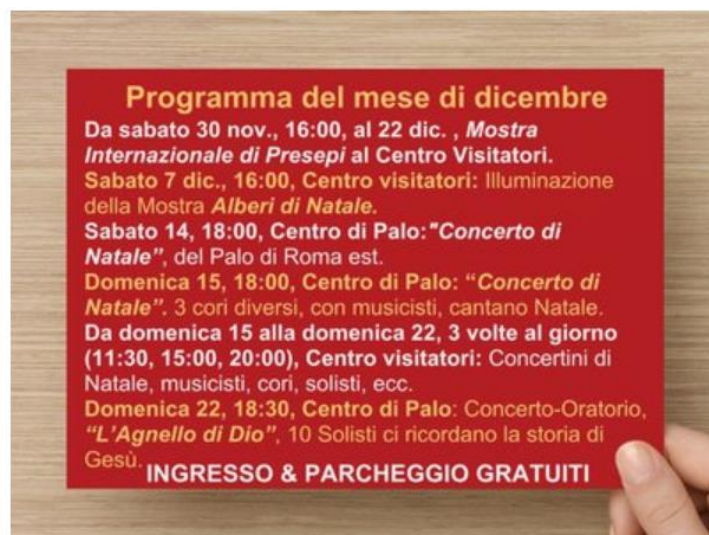 Programma del mese di dicembre
Da sabato 30 nov., 16:00, al 22 dic. , Mostra
Internazionale di Presepi al Centro Visitatori.
Sabato 7 dic., 16:00, Centro visitatori: Illuminazione
della Mostra Alberi di Natale.
Sabato 14, 18:00, Centro di Palo:"Concerto di
Natale”, del Palo di Roma est.
Domenica 15, 18:00, Centro di Palo: “Concerto di
Natale”. 3 cori diversi, con musicisti, cantano Natale.
Da domenica 15 alla domenica 22, 3 volte al giorno
(11:30, 15:00, 20:00), Centro visitatori: Concertini di
Natale, musicisti, cori, solisti, ecc.
Domenica 22, 18:30, Centro di Palo: Concerto-Oratorio,
“L'Agnello di Dio”, 10 Solisti ci ricordano la storia di
Gesù.
INGRESSO & PARCHEGGIO GRATUITI